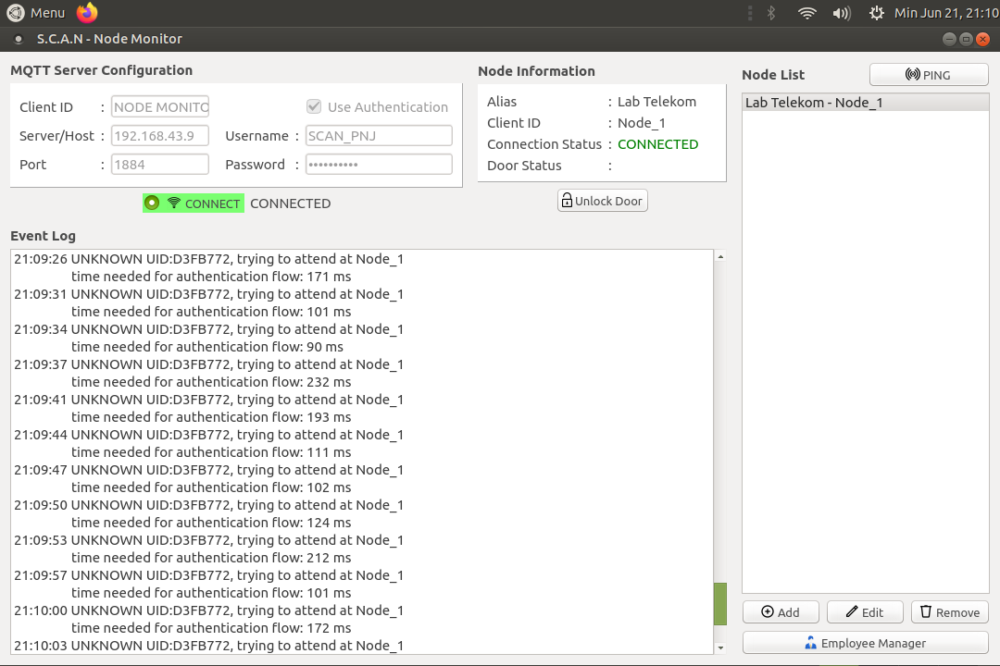 Menu
Min Jun 21, 21:10
S.C.A.N - Node Monitor
MQTT Server Configuration
Client ID : NODE MONITO
Use Authentication
Server/Host : 192.168.43.9
Username : SCAN_PNJ
Port : 1884
Password : ••••••••••
CONNECT CONNECTED
Node Information
Alias : Lab Telekom
Client ID : Node_1
Connection Status : CONNECTED
Door Status :
Unlock Door
Node List
PING
Lab Telekom - Node_1
Event Log
21:09:26 UNKNOWN UID:D3FB772, trying to attend at Node_1
time needed for authentication flow: 171 ms
21:09:31 UNKNOWN UID:D3FB772, trying to attend at Node_1
time needed for authentication flow: 101 ms
21:09:34 UNKNOWN UID:D3FB772, trying to attend at Node_1
time needed for authentication flow: 90 ms
21:09:37 UNKNOWN UID:D3FB772, trying to attend at Node_1
time needed for authentication flow: 232 ms
21:09:41 UNKNOWN UID:D3FB772, trying to attend at Node_1
time needed for authentication flow: 193 ms
21:09:44 UNKNOWN UID:D3FB772, trying to attend at Node_1
time needed for authentication flow: 111 ms
21:09:47 UNKNOWN UID:D3FB772, trying to attend at Node_1
time needed for authentication flow: 102 ms
21:09:50 UNKNOWN UID:D3FB772, trying to attend at Node_1
time needed for authentication flow: 124 ms
21:09:53 UNKNOWN UID:D3FB772, trying to attend at Node_1
time needed for authentication flow: 212 ms
21:09:57 UNKNOWN UID:D3FB772, trying to attend at Node_1
time needed for authentication flow: 101 ms
21:10:00 UNKNOWN UID:D3FB772, trying to attend at Node_1
time needed for authentication flow: 172 ms
21:10:03 UNKNOWN UID:D3FB772, trying to attend at Node_1
Add
Edit
Remove
Employee Manager